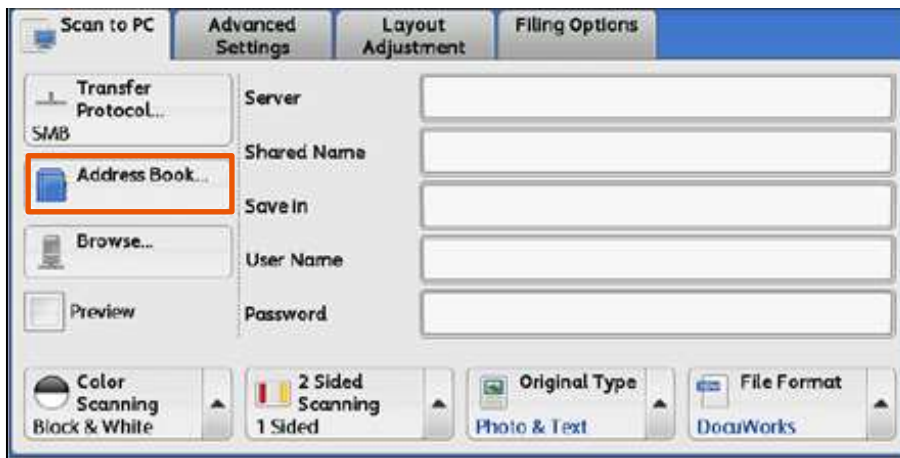 Scan to PC
Advanced
Settings
Layout
Adjustment
Filing Options
Transfer
Protocol...
SMB
Address Book...
Browse...
Preview
Server
Shared Name
Save in
User Name
Password
Color
Scanning
Black & White
2 Sided
Scanning
1 Sided
Original Type
Photo & Text
File Format
DocuWorks